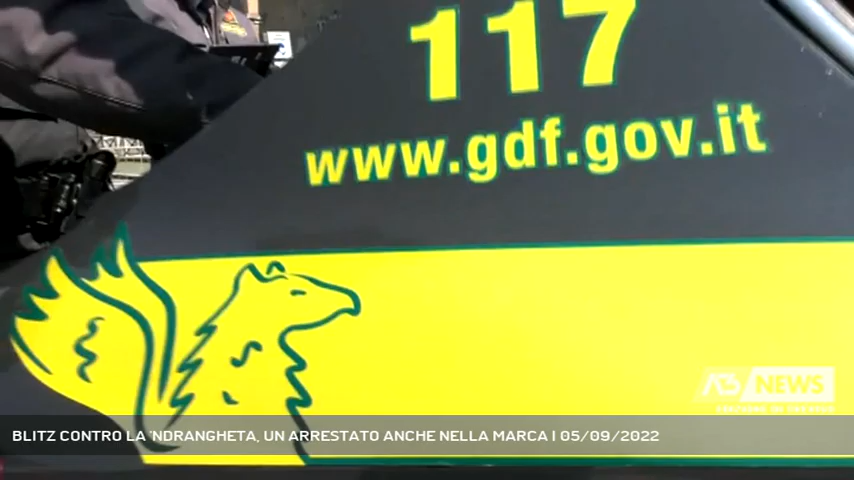 117
www.gdf.gov.it
NEWS
BLITZ CONTRO LA 'NDRANGHETA, UN ARRESTATO ANCHE NELLA MARCA | 05/09/2022